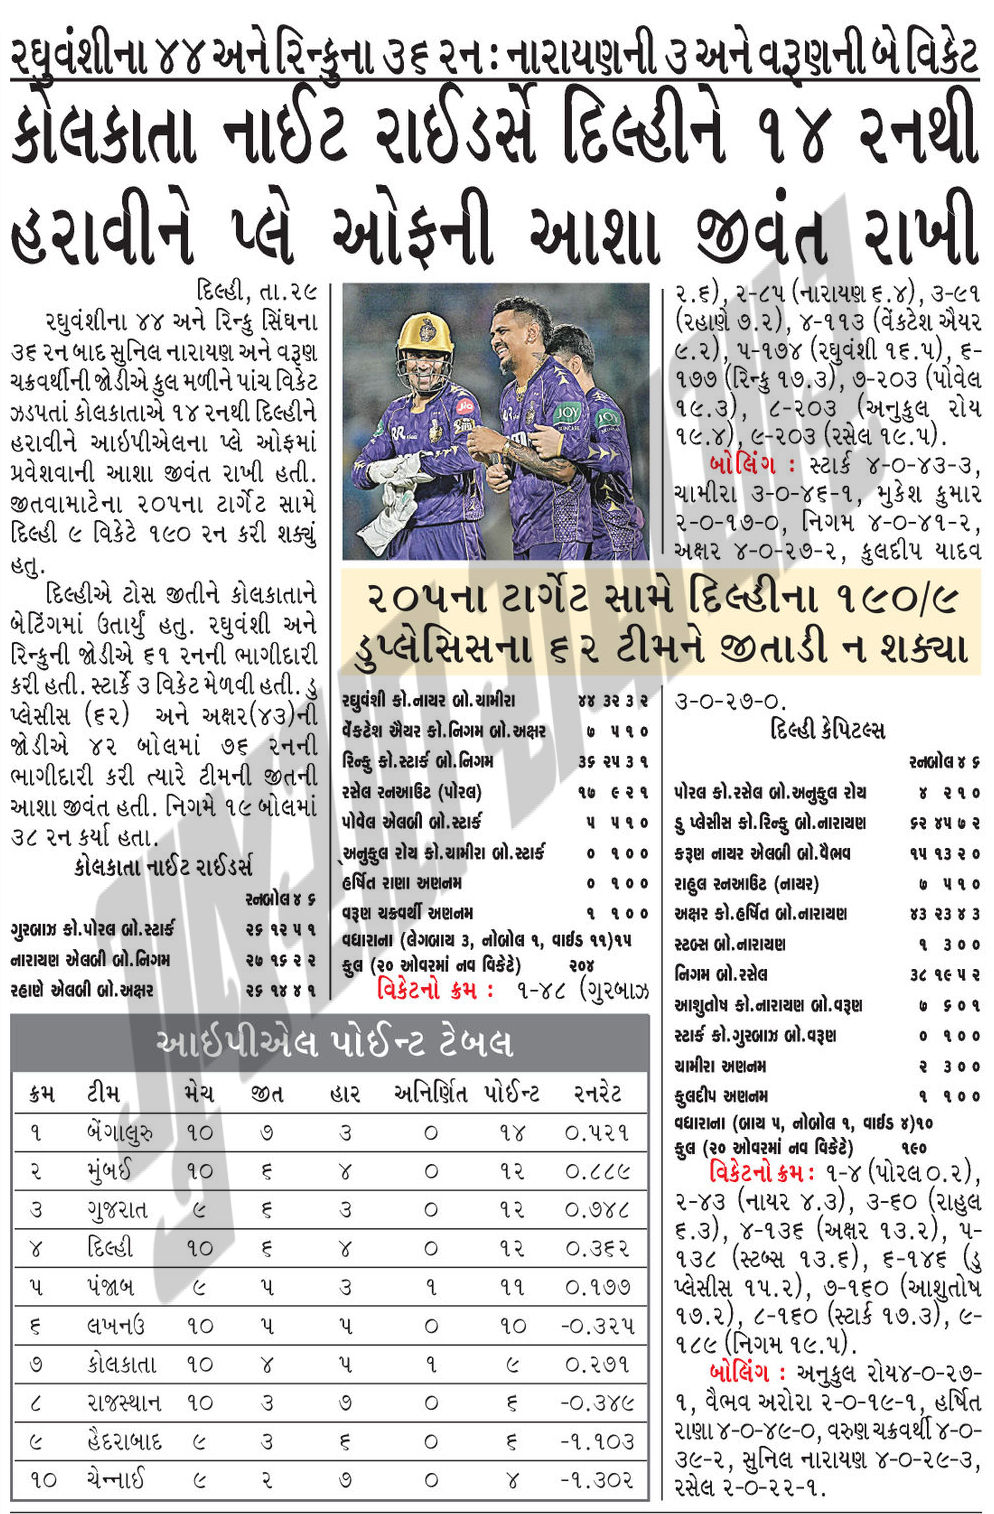 રઘુવંશીના ૪૪ અને રિન્કુના ૩૬ રન : નારાયણની ૩ અને વરૂણની બે વિકેટ
કોલકાતા નાઈટ રાઈડર્સે દિલ્હીને ૧૪ રનથી
હરાવીને પ્લે ઓફની આશા જીવંત રાખી
દિલ્હી, તા.૨૯
રઘુવંશીના ૪૪ અને રિન્કુ સિંઘના
૩૬ રન બાદ સુનિલ નારાયણ અને વરૂણ
ચક્રવર્થીની જોડીએ કુલ મળીને પાંચ વિકેટ
ઝડપતાં કોલકાતાએ ૧૪ રનથી દિલ્હીને
હરાવીને આઇપીએલના પ્લે ઓફમાં
પ્રવેશવાની આશા જીવંત રાખી હતી.
જીતવામાટેના ૨૦૫ના ટાર્ગેટ સામે
દિલ્હી ૯ વિકેટે ૧૯૦ રન કરી શક્યું
હતુ.
દિલ્હીએ ટોસ જીતીને કોલકાતાને
બેટિંગમાં ઉતાર્યું હતુ. રઘુવંશી અને
રિન્કુની જોડીએ ૬૧ રનની ભાગીદારી
કરી હતી. સ્ટાર્કે ૩ વિકેટ મેળવી હતી. ડુ
પ્લેસીસ (૬૨) અને અક્ષર(૪૩)ની
જોડીએ ૪૨ બોલમાં ૭૬ રનની
ભાગીદારી કરી ત્યારે ટીમની જીતની
આશા જીવંત હતી. નિગમે ૧૯ બોલમાં
૩૮ રન કર્યા હતા.
કોલકાતા નાઈટ રાઈડર્સ
રનબોલ ૪ ૬
ગુરબાઝ કો.પોરલ બો.સ્ટાર્ક ૨૬ ૧૨ ૫ ૧
નારાયણ એલબી બો.નિગમ ૨૭ ૧૬ ૨ ૨
રહાણે એલબી બો.અક્ષર ૨૬ ૧૪ ૪ ૧
JOY
JOY
૨૦૫ના ટાર્ગેટ સામે દિલ્હીના ૧૯૦/૯
ડુપ્લેસિસના ૬૨ ટીમને જીતાડી ન શક્યા
રઘુવંશી કો.નાયર બો.ચામીરા ૪૪ ૩૨ ૩ ૨
વેંકટેશ ઐયર કો.નિગમ બો.અક્ષર ૭ ૫ ૧ ૦
રિન્કુ કો.સ્ટાર્ક બો.નિગમ ૩૬ ૨૫ ૩ ૧
રસેલ રનઆઉટ (પોરલ) ૧૭ ૯ ૨ ૧
પોવેલ એલબી બો.સ્ટાર્ક ૫ ૫ ૧ ૦
અનુકુલ રોય કો.ચામીરા બો.સ્ટાર્ક ૦ ૧ ૦ ૦
હર્ષિત રાણા અણનમ ૦ ૧ ૦ ૦
વરૂણ ચક્રવર્થી અણનમ ૧ ૧ ૦ ૦
વધારાના (લેગબાય ૩, નોબોલ ૧, વાઈડ ૧૧)૧૫
કુલ (૨૦ ઓવરમાં નવ વિકેટે) ૨૦૪
વિકેટનો ક્રમ : ૧-૪૮ (ગુરબાઝ
૨.૬), ૨-૮૫ (નારાયણ ૬.૪), ૩-૯૧
(રહાણે ૭.૨), ૪-૧૧૩ (વેંકટેશ ઐયર
૯.૨), ૫-૧૭૪ (રઘુવંશી ૧૬.૫), ૬-
૧૭૭ (રિન્કુ ૧૭.૩), ૭-૨૦૩ (પોવેલ
૧૯.૩), ૮-૨૦૩ (અનુકુલ રોય
૧૯.૪), ૯-૨૦૩ (રસેલ ૧૯.૫).
બોલિંગ : સ્ટાર્ક ૪-૦-૪૩-૩,
ચામીરા ૩-૦-૪૬-૧, મુકેશ કુમાર
૨-૦-૧૭-૦, નિગમ ૪-૦-૪૧-૨,
અક્ષર ૪-૦-૨૭-૨, કુલદીપ યાદવ
૩-૦-૨૭-૦.
દિલ્હી કેપિટલ્સ
રનબોલ ૪ ૬
પોરલ કો.રસેલ બો.અનુકુલ રોય ૪ ૨ ૧ ૦
ડુ પ્લેસીસ કો.રિન્કુ બો.નારાયણ ૬૨ ૪૫ ૭ ૨
કરૂણ નાયર એલબી બો.વૈભવ ૧૫ ૧૩ ૨ ૦
રાહુલ રનઆઉટ (નાયર) ૭ ૫ ૧ ૦
અક્ષર કો.હર્ષિત બો.નારાયણ ૪૩ ૨૩ ૪ ૩
સ્ટબ્સ બો.નારાયણ ૧ ૩ ૦ ૦
નિગમ બો.રસેલ ૩૮ ૧૯ ૫ ૨
આશુતોષ કો.નારાયણ બો.વરૂણ ૭ ૬ ૦ ૧
સ્ટાર્ક કો.ગુરબાઝ બો.વરૂણ ૦ ૧ ૦ ૦
ચામીરા અણનમ ૨ ૩ ૦ ૦
કુલદીપ અણનમ ૧ ૧ ૦ ૦
વધારાના (બાય ૫, નોબોલ ૧, વાઈડ ૪)૧૦
કુલ (૨૦ ઓવરમાં નવ વિકેટે) ૧૯૦
વિકેટનો ક્રમ : ૧-૪ (પોરલ ૦.૨),
૨-૪૩ (નાયર ૪.૩), ૩-૬૦ (રાહુલ
૬.૩), ૪-૧૩૬ (અક્ષર ૧૩.૨), ૫-
૧૩૮ (સ્ટબ્સ ૧૩.૬), ૬-૧૪૬ (ડુ
પ્લેસીસ ૧૫.૨), ૭-૧૬૦ (આશુતોષ
૧૭.૨), ૮-૧૬૦ (સ્ટાર્ક ૧૭.૩), ૯-
૧૮૯ (નિગમ ૧૯.૫).
બોલિંગ : અનુકુલ રોય૪-૦-૨૭-
૧, વૈભવ અરોરા ૨-૦-૧૯-૧, હર્ષિત
રાણા ૪-૦-૪૯-૦, વરુણ ચક્રવર્થી ૪-૦-
૩૯-૨, સુનિલ નારાયણ ૪-૦-૨૯-૩,
રસેલ ૨-૦-૨૨-૧.
આઇપીએલ પોઈન્ટ ટેબલ
ક્રમ ટીમ મેચ જીત હાર અનિર્ણિત પોઈન્ટ રનરેટ
૧ બેંગાલુરુ ૧૦ ૭ ૩ ૦ ૧૪ ૦.૫૨૧
૨ મુંબઈ ૧૦ ૬ ૪ ૦ ૧૨ ૦.૮૮૯
૩ ગુજરાત ૯ ૬ ૩ ૦ ૧૨ ૦.૭૪૮
૪ દિલ્હી ૧૦ ૬ ૪ ૦ ૧૨ ૦.૩૬૨
૫ પંજાબ ૯ ૫ ૩ ૧ ૧૧ ૦.૧૭૭
૬ લખનઉ ૧૦ ૫ ૫ ૦ ૧૦ -૦.૩૨૫
૭ કોલકાતા ૧૦ ૪ ૫ ૧ ૯ ૦.૨૭૧
૮ રાજસ્થાન ૧૦ ૩ ૭ ૦ ૬ -૦.૩૪૯
૯ હૈદરાબાદ ૯ ૩ ૬ ૦ ૬ -૧.૧૦૩
૧૦ ચેન્નાઈ ૯ ૨ ૭ ૦ ૪ -૧.૩૦૨